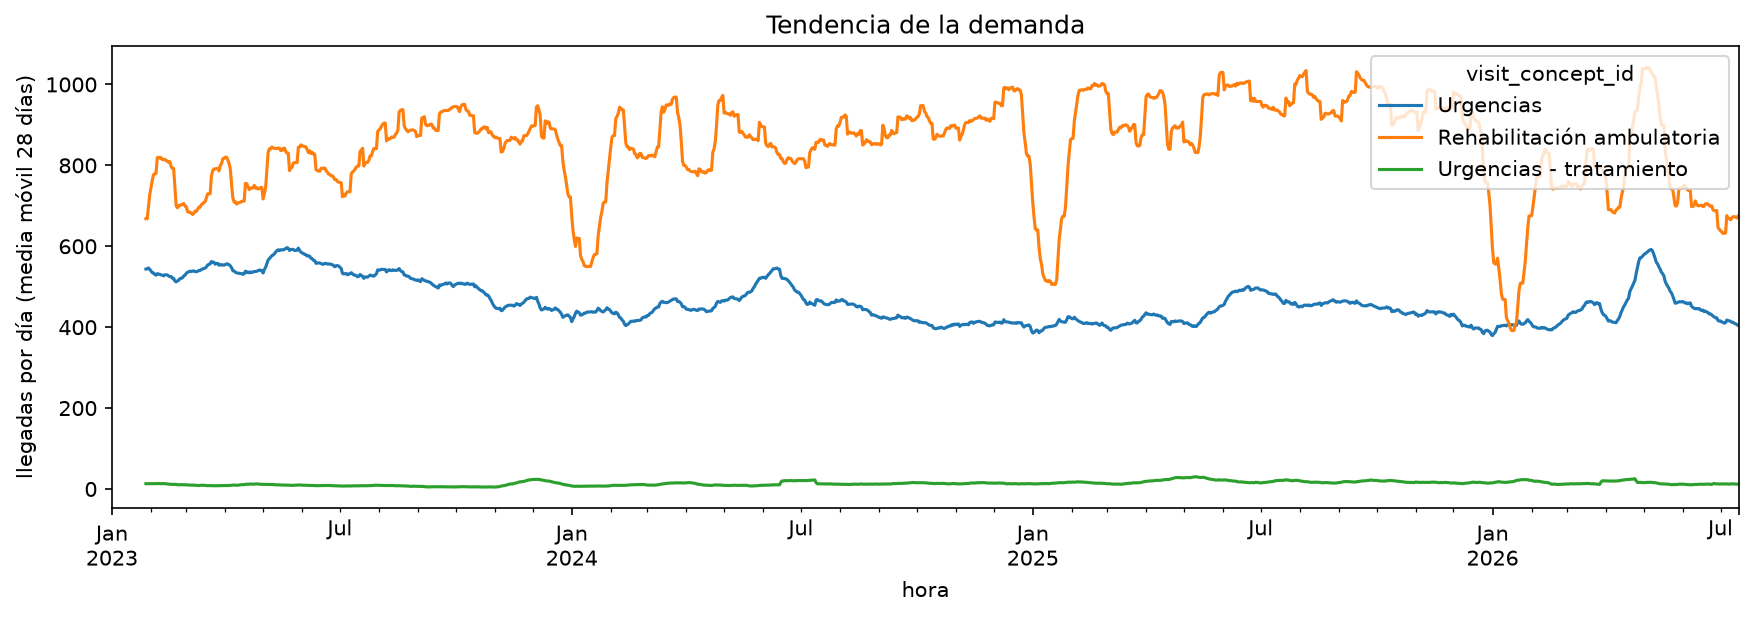 Tendencia de la demanda
llegadas por día (media móvil 28 días)
1000
800
600
400
200
0
visit_concept_id
Urgencias
Rehabilitación ambulatoria
Urgencias - tratamiento
Jan Jul Jan Jul Jan Jul Jan Jul
2023 2024 2025 2026
hora